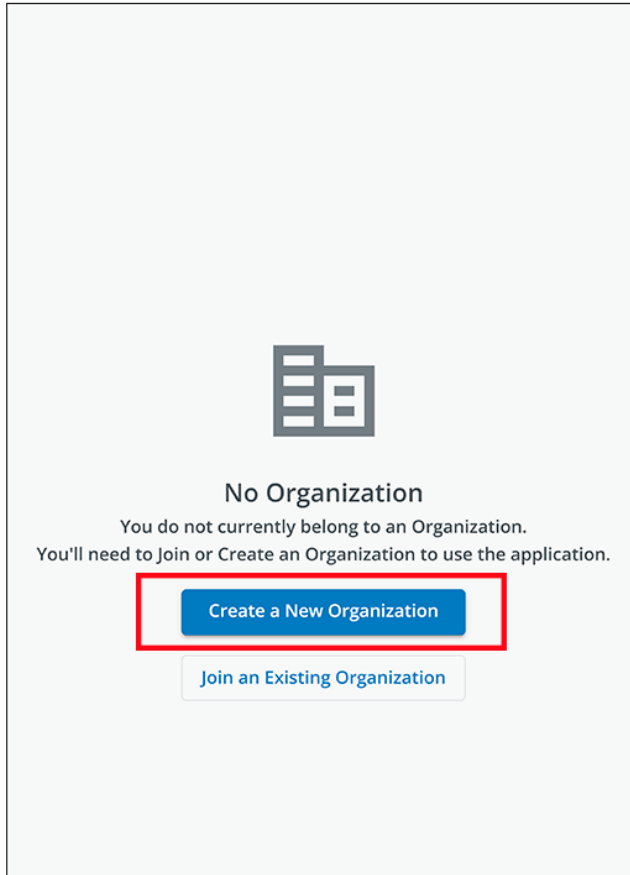 No Organization
You do not currently belong to an Organization.
You'll need to Join or Create an Organization to use the application.
Create a New Organization
Join an Existing Organization